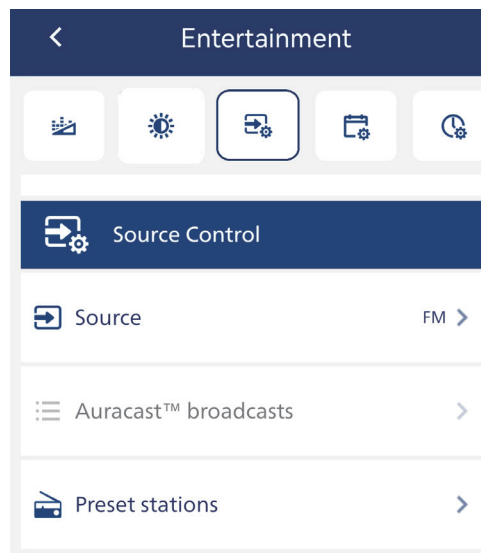 Entertainment
Source Control
Source
FM
Auracast™ broadcasts
Preset stations